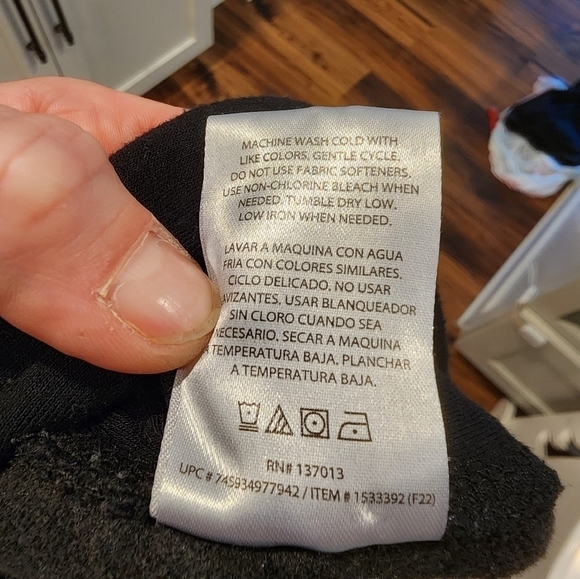 MACHINE WASH COLD WITH
LIKE COLORS, GENTLE CYCLE.
DO NOT USE FABRIC SOFTENERS.
USE NON-CHLORINE BLEACH WHEN
NEEDED. TUMBLE DRY LOW.
LOW IRON WHEN NEEDED.
LAVAR A MAQUINA CON AGUA
FRIA CON COLORES SIMILARES,
CICLO DELICADO. NO USAR
AVIZANTES, USAR BLANQUEADOR
SIN CLORO CUANDO SEA
NECESARIO. SECAR A MAQUINA
TEMPERATURA BAJA. PLANCHAR
A TEMPERATURA BAJA.
RN# 137013
UPC # 745934977942 / ITEM # 1533392 (F22)